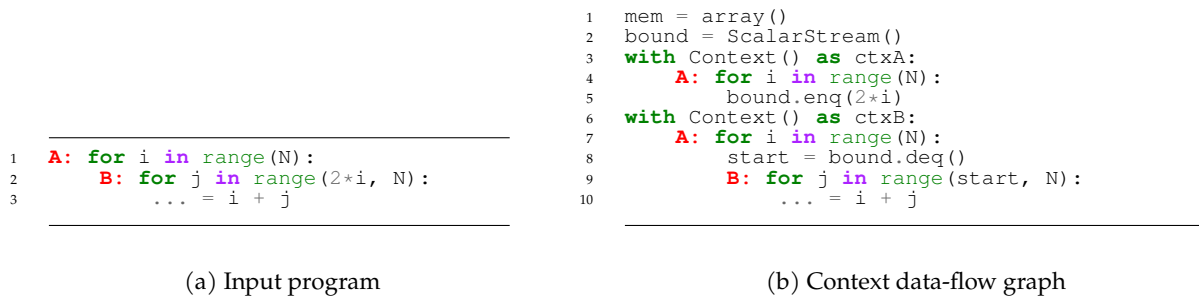 1 A: for i in range(N):
2 B: for j in range(2*i, N):
3 ... = i + j
(a) Input program
1 mem = array()
2 bound = ScalarStream()
3 with Context() as ctxA:
4 A: for i in range(N):
5 bound.enq(2*i)
6 with Context() as ctxB:
7 A: for i in range(N):
8 start = bound.deq()
9 B: for j in range(start, N):
10 ... = i + j
(b) Context data-flow graph